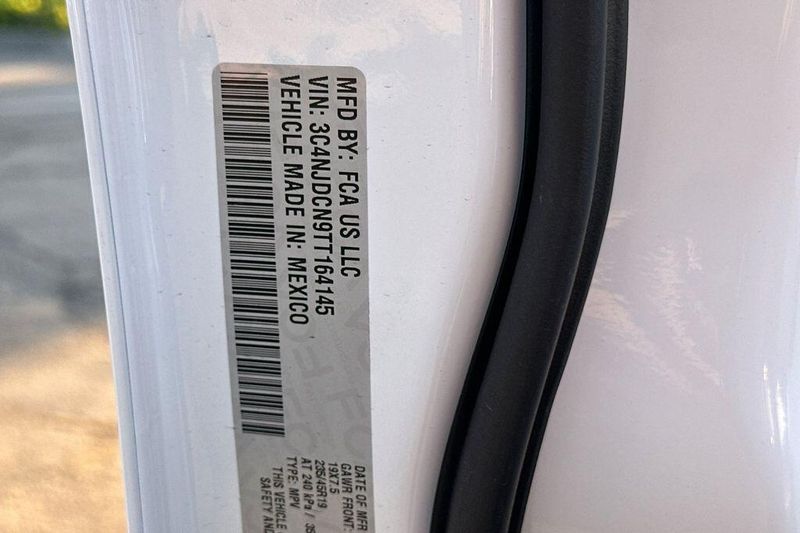 MFD BY: FCA US LLC
VIN: 3C4NJDCN9TT164145
VEHICLE MADE IN: MEXICO
DATE OF MFR
GAWR FRONT:
19X7.5
235/45R19
AT 240 kPa / 35
TYPE: MPV
THIS VEHICLE
SAFETY AND